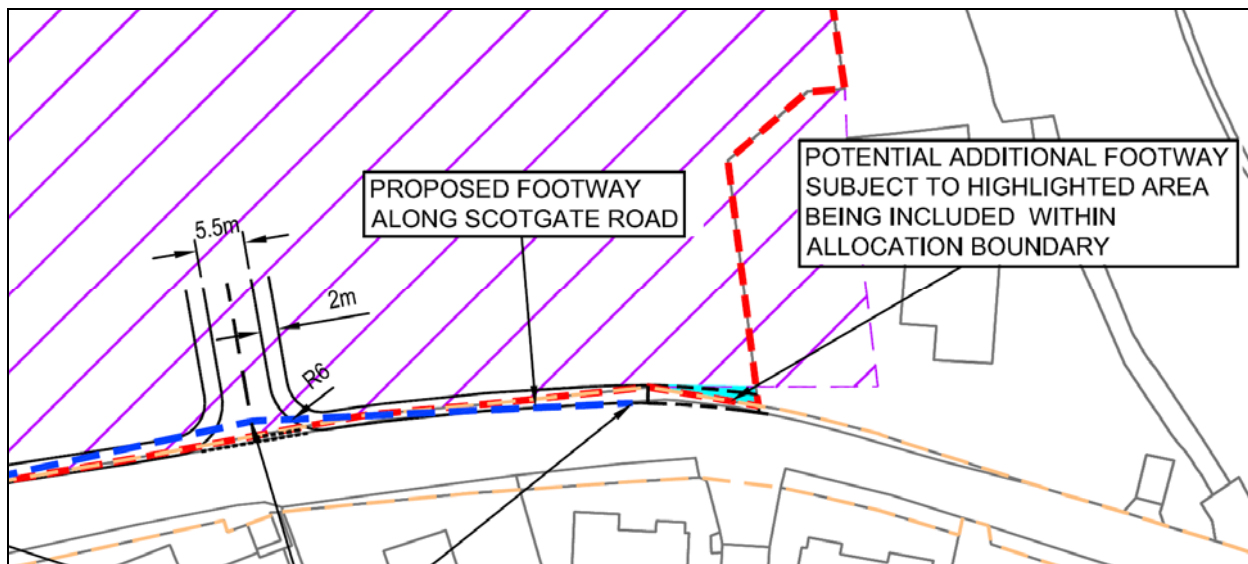 POTENTIAL ADDITIONAL FOOTWAY
SUBJECT TO HIGHLIGHTED AREA
BEING INCLUDED WITHIN
ALLOCATION BOUNDARY
PROPOSED FOOTWAY
ALONG SCOTGATE ROAD
5.5m
2m
R6